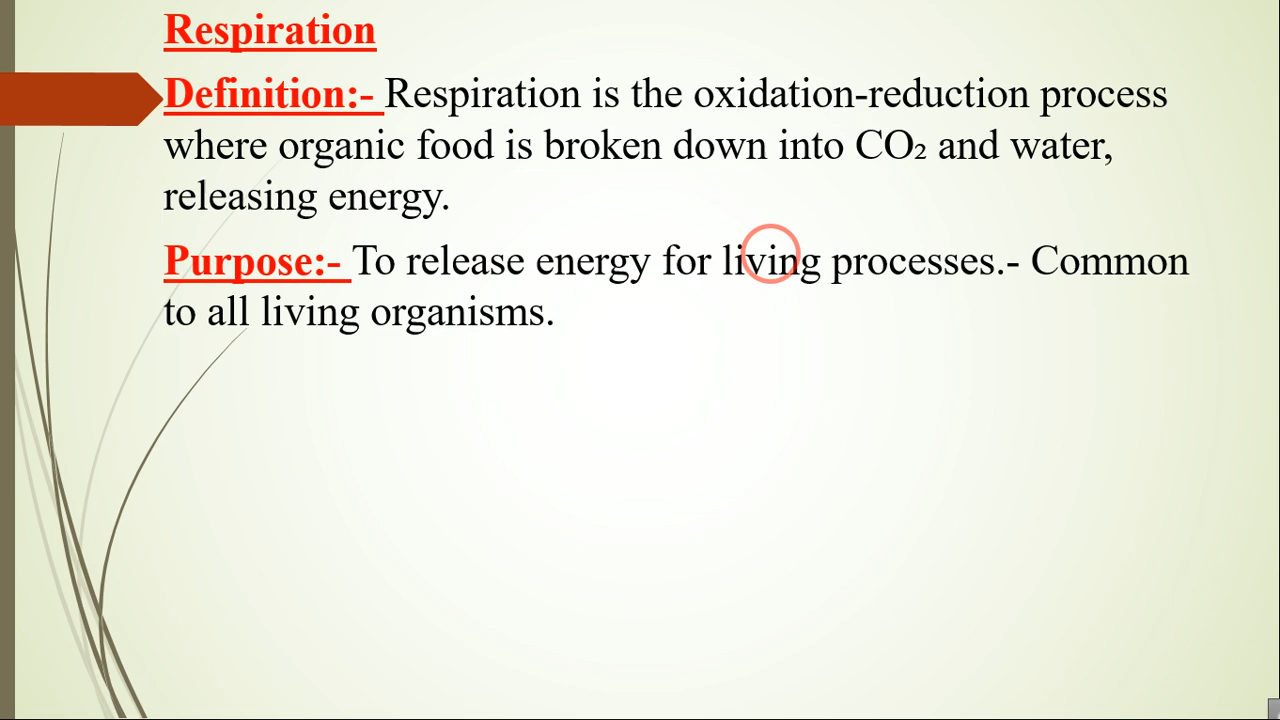 Respiration
Definition:- Respiration is the oxidation-reduction process
where organic food is broken down into CO₂ and water,
releasing energy.
Purpose:- To release energy for living processes.- Common
to all living organisms.